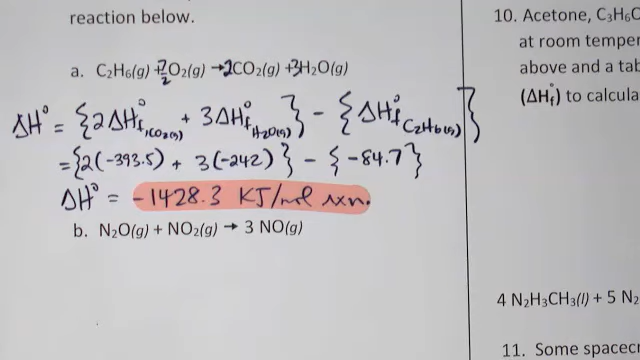 reaction below.
a. C2H6(g) + 7/2 O2(g) → 2CO2(g) + 3H2O(g)
ΔH° = {2ΔH°f,CO2(g) + 3ΔH°f,H2O(g)} - {ΔH°f C2H6(g)}
= {2(-393.5) + 3(-242)} - {-84.7}
ΔH° = -1428.3 KJ/mol rxn.
b. N2O(g) + NO2(g) → 3 NO(g)
10. Acetone, C3H6O
at room temper
above and a tab
(ΔH°f) to calcula
4 N2H3CH3(l) + 5 N2
11. Some spacecr